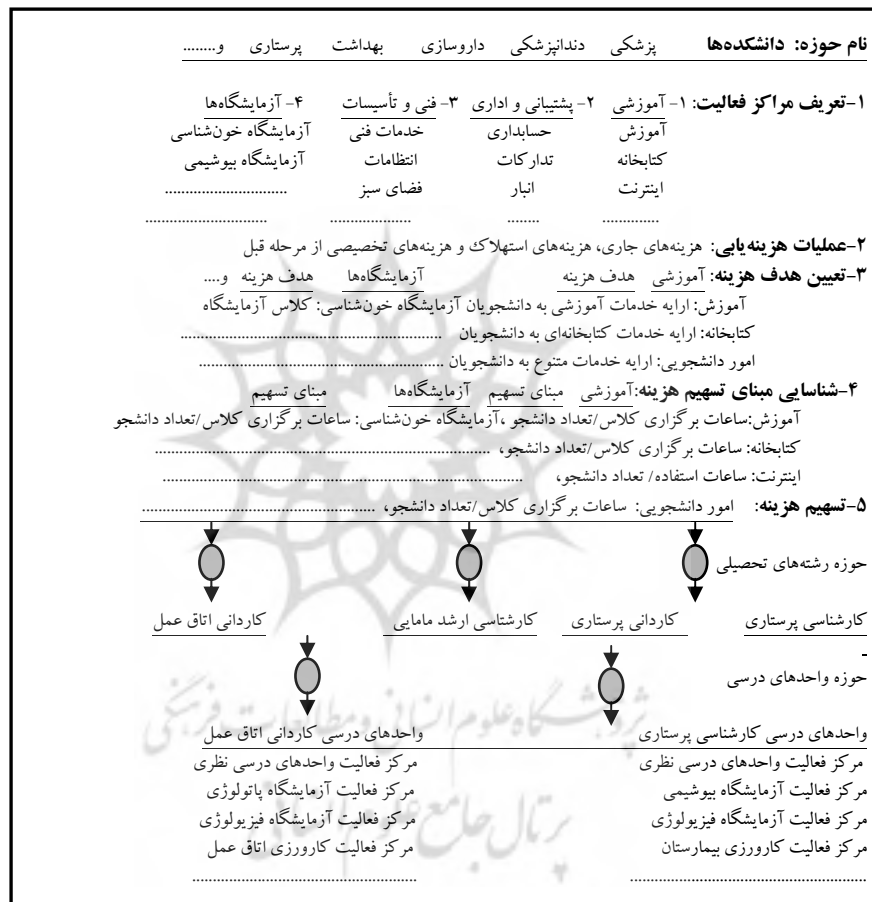 نام حوزه: دانشکده‌ها پزشکی دندانپزشکی داروسازی بهداشت پرستاری و........
۱-تعریف مراکز فعالیت: ۱- آموزشی ۲- پشتیبانی و اداری ۳- فنی و تأسیسات ۴- آزمایشگاه‌ها
آموزش حسابداری خدمات فنی آزمایشگاه خون‌شناسی
کتابخانه تدارکات انتظامات آزمایشگاه بیوشیمی
اینترنت انبار فضای سبز ..............................
.............. ........ .................... ..............................
۲-عملیات هزینه‌یابی: هزینه‌های جاری، هزینه‌های استهلاک و هزینه‌های تخصیصی از مرحله قبل
۳-تعیین هدف هزینه: آموزشی هدف هزینه آزمایشگاه‌ها هدف هزینه و....
آموزش: ارایه خدمات آموزشی به دانشجویان آزمایشگاه خون‌شناسی: کلاس آزمایشگاه
کتابخانه: ارایه خدمات کتابخانه‌ای به دانشجویان ................................................................
امور دانشجویی: ارایه خدمات متنوع به دانشجویان ............................................................
۴-شناسایی مبنای تسهیم هزینه:آموزشی مبنای تسهیم آزمایشگاه‌ها مبنای تسهیم
آموزش:ساعات برگزاری کلاس/تعداد دانشجو ،آزمایشگاه خون‌شناسی: ساعات برگزاری کلاس/تعداد دانشجو
کتابخانه: ساعات برگزاری کلاس/تعداد دانشجو، ................................................................................
اینترنت: ساعات استفاده/ تعداد دانشجو، ................................................................................
۵-تسهیم هزینه: امور دانشجویی: ساعات برگزاری کلاس/تعداد دانشجو، .........................................................
حوزه رشته‌های تحصیلی
کارشناسی پرستاری کاردانی پرستاری کارشناسی ارشد مامایی کاردانی اتاق عمل
-
حوزه واحدهای درسی
واحدهای درسی کارشناسی پرستاری واحدهای درسی کاردانی اتاق عمل
مرکز فعالیت واحدهای درسی نظری مرکز فعالیت واحدهای درسی نظری
مرکز فعالیت آزمایشگاه بیوشیمی مرکز فعالیت آزمایشگاه پاتولوژی
مرکز فعالیت آزمایشگاه فیزیولوژی مرکز فعالیت آزمایشگاه فیزیولوژی
مرکز فعالیت کارورزی بیمارستان مرکز فعالیت کارورزی اتاق عمل
.......................................................... .......................................................
پژوهشگاه علوم انسانی و مطالعات فرهنگی
پرتال جامع علوم انسانی